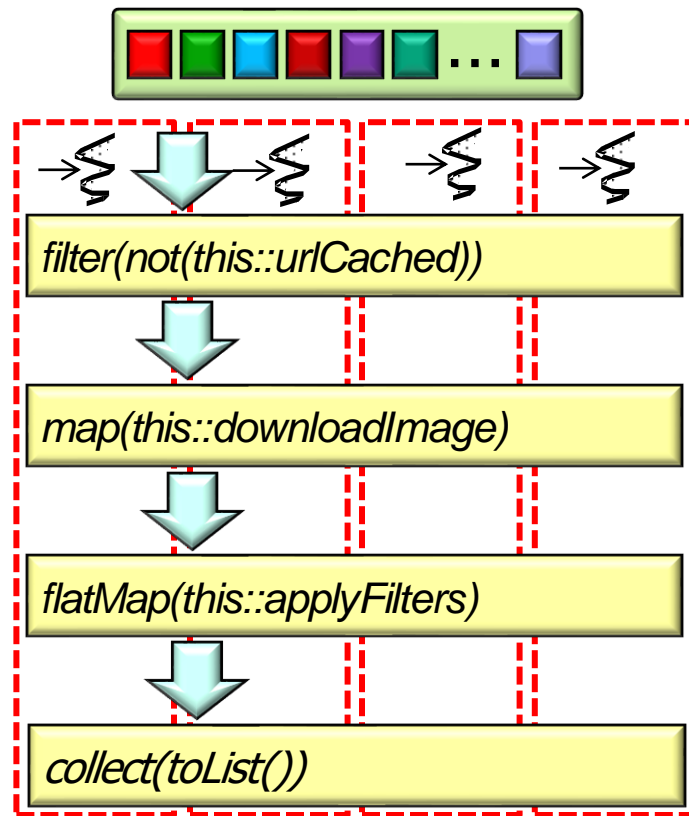 ...
filter(not(this::urlCached))
map(this::downloadImage)
flatMap(this::applyFilters)
collect(toList())